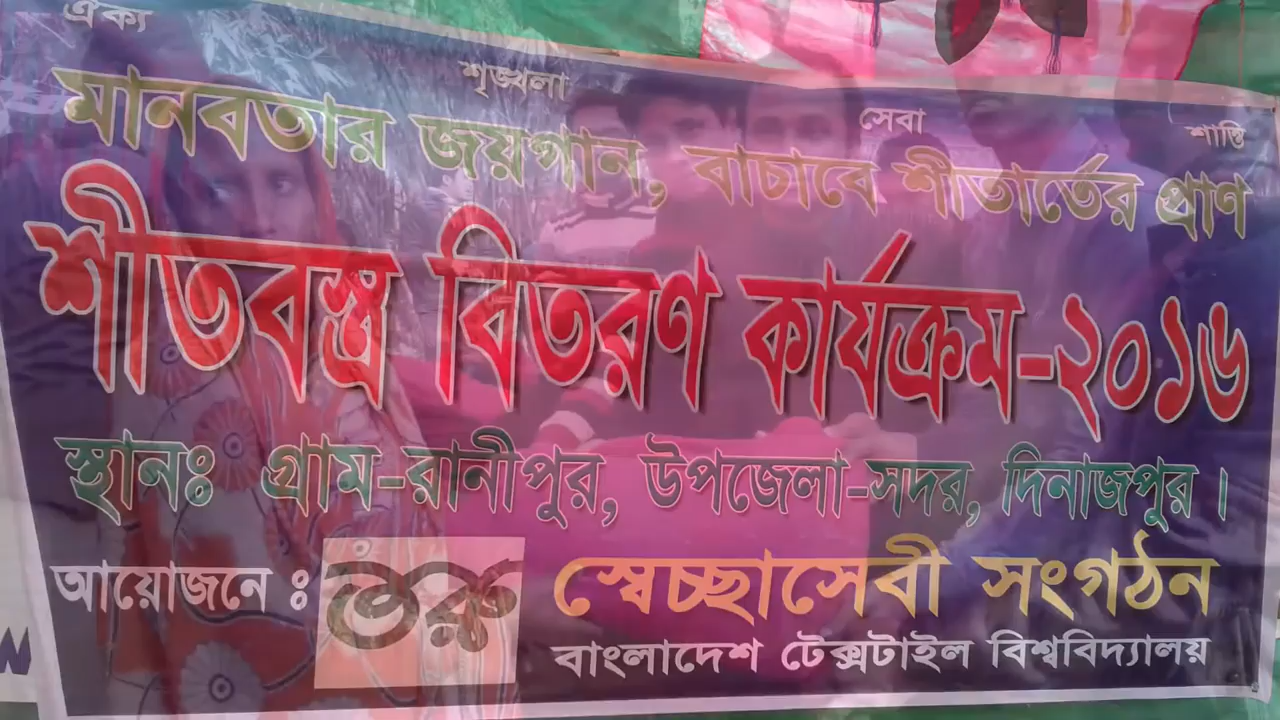 ঐক্য শৃঙ্খলা সেবা শান্তি
মানবতার জয়গান, বাচাবে শীতার্তের প্রাণ
শীতবস্ত্র বিতরণ কার্যক্রম-২০১৬
স্থানঃ গ্রাম-রানীপুর, উপজেলা-সদর, দিনাজপুর ।
আয়োজনে : তরু স্বেচ্ছাসেবী সংগঠন
বাংলাদেশ টেক্সটাইল বিশ্ববিদ্যালয়